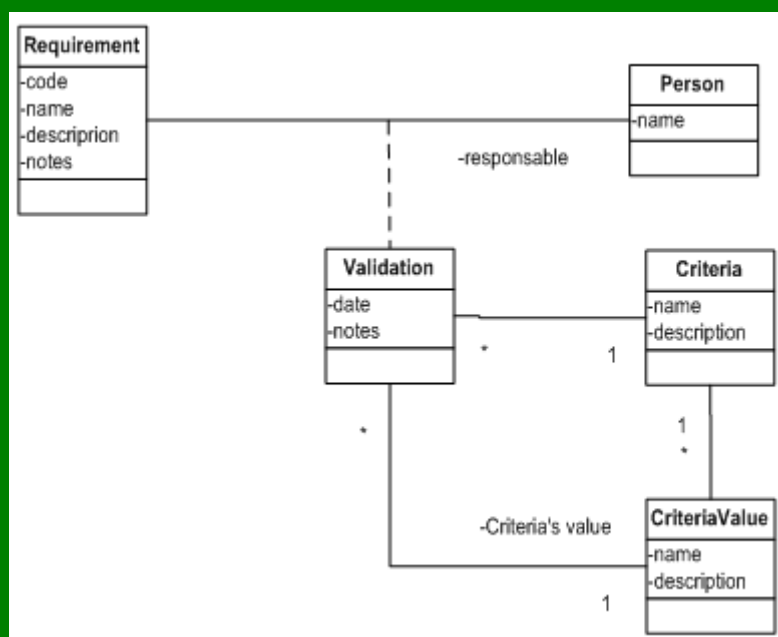 Requirement
-code
-name
-descriprion
-notes
Person
-name
-responsable
Validation
-date
-notes
Criteria
-name
-description
*
1
1
*
*
-Criteria's value
CriteriaValue
-name
-description
1